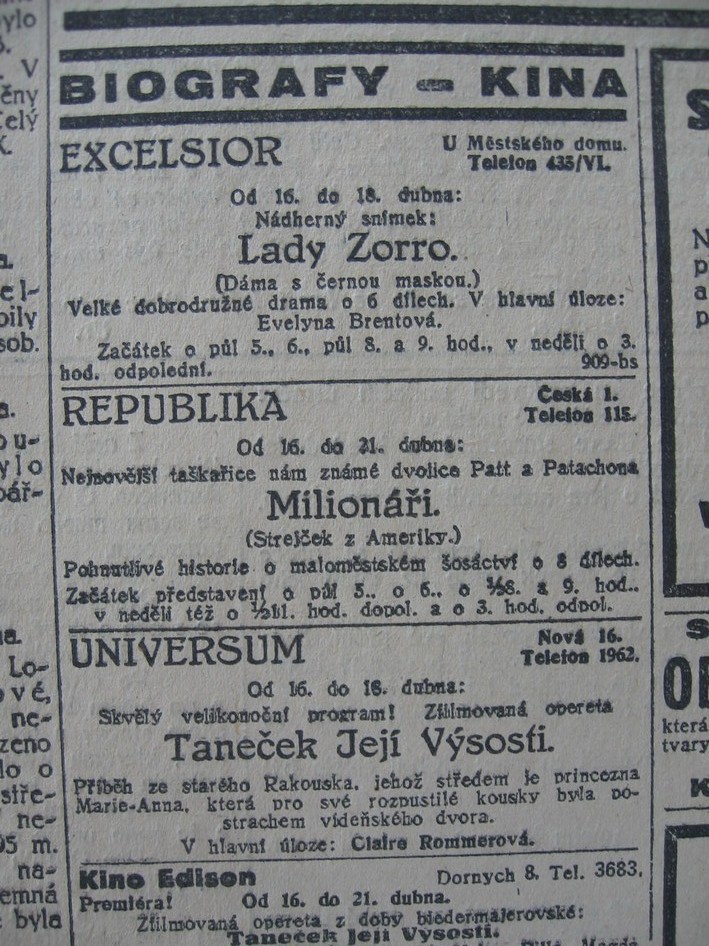 BIOGRAFY - KINA
EXCELSIOR
U Městského domu.
Telefon 435/VI.
Od 16. do 18. dubna:
Nádherný snímek:
Lady Zorro.
(Dáma s černou maskou.)
Velké dobrodružné drama o 6 dílech. V hlavní úloze:
Evelyna Brentová.
Začátek o půl 5., 6., půl 8. a 9. hod., v neděli o 3.
hod. odpolední.
909-bs
REPUBLIKA
Česká 1.
Telefon 115.
Od 16. do 21. dubna:
Nejnovější taškařice nám známé dvojice Patt a Patachona
Milionáři.
(Strejček z Ameriky.)
Pohnutlivé historie o maloměstském šosáctví o 8 dílech.
Začátek představení o půl 5., o 6., o ½8. a 9. hod.,
v neděli též o ½11. hod. dopol. a o 3. hod. odpol.
UNIVERSUM
Nová 16.
Telefon 1962.
Od 16. do 18. dubna:
Skvělý velikonoční program! Zfilmovaná opereta
Taneček Její Výsosti.
Příběh ze starého Rakouska, jehož středem je princezna
Marie-Anna, která pro své rozpustilé kousky byla po-
strachem vídeňského dvora.
V hlavní úloze: Claire Rommerová.
Kino Edison
Dornych 8. Tel. 3683.
Premiéra!
Od 16. do 21. dubna.
Zfilmovaná opereta z doby biedermajerovské:
Taneček Její Výsosti.